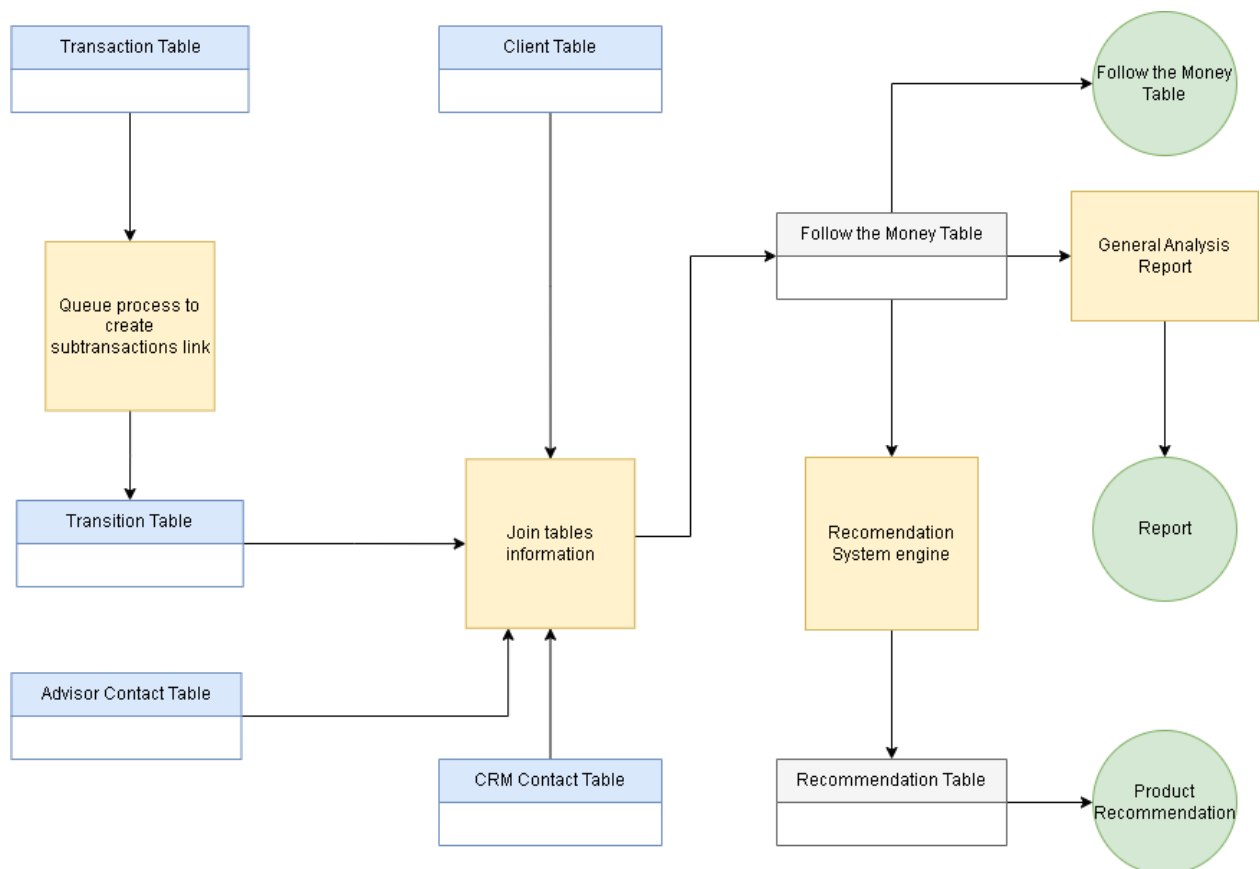 Transaction Table
Client Table
Follow the Money
Table
Follow the Money Table
General Analysis
Report
Queue process to
create
subtransactions link
Transition Table
Join tables
information
Recomendation
System engine
Report
Advisor Contact Table
CRM Contact Table
Recommendation Table
Product
Recommendation